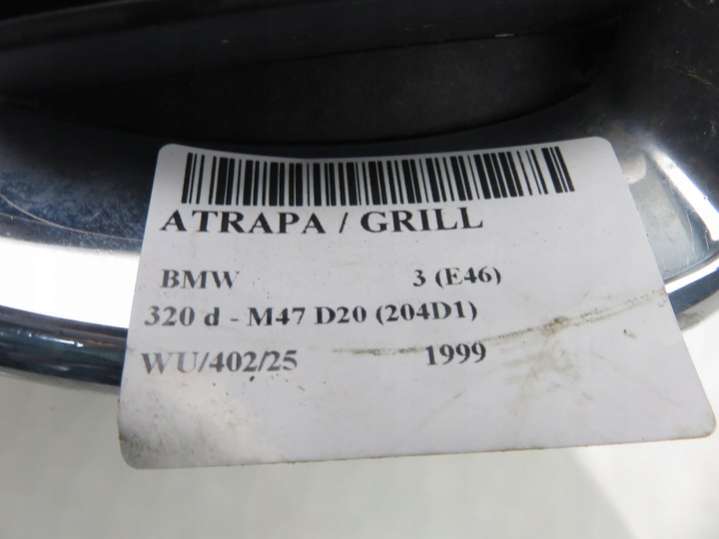 ATRAPA / GRILL
BMW 3 (E46)
320 d - M47 D20 (204D1)
WU/402/25 1999